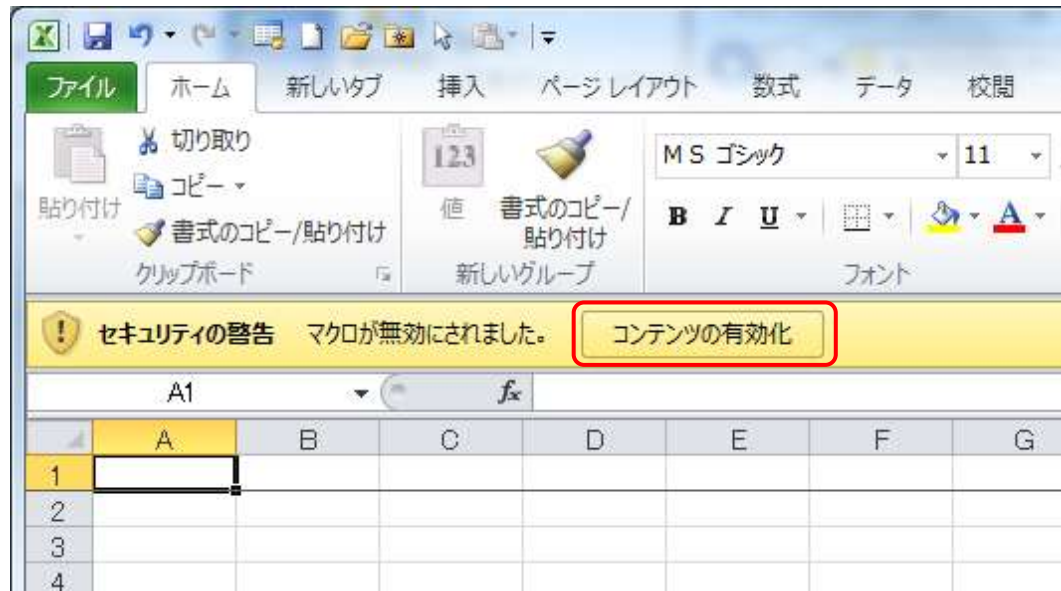 ファイル ホーム 新しいタブ 挿入 ページ レイアウト 数式 データ 校閲
切り取り
コピー
書式のコピー/貼り付け
貼り付け
クリップボード
123
値
書式のコピー/
貼り付け
新しいグループ
MS ゴシック 11
B I U A
フォント
セキュリティの警告 マクロが無効にされました。 コンテンツの有効化
A1 fx
A B C D E F G
1
2
3
4